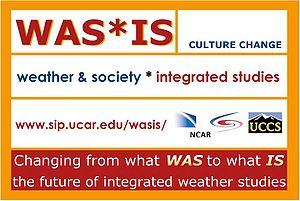 WAS*IS
CULTURE CHANGE
weather & society * integrated studies
www.sip.ucar.edu/wasis/
NCAR
UCCS
Changing from what WAS to what IS
the future of integrated weather studies